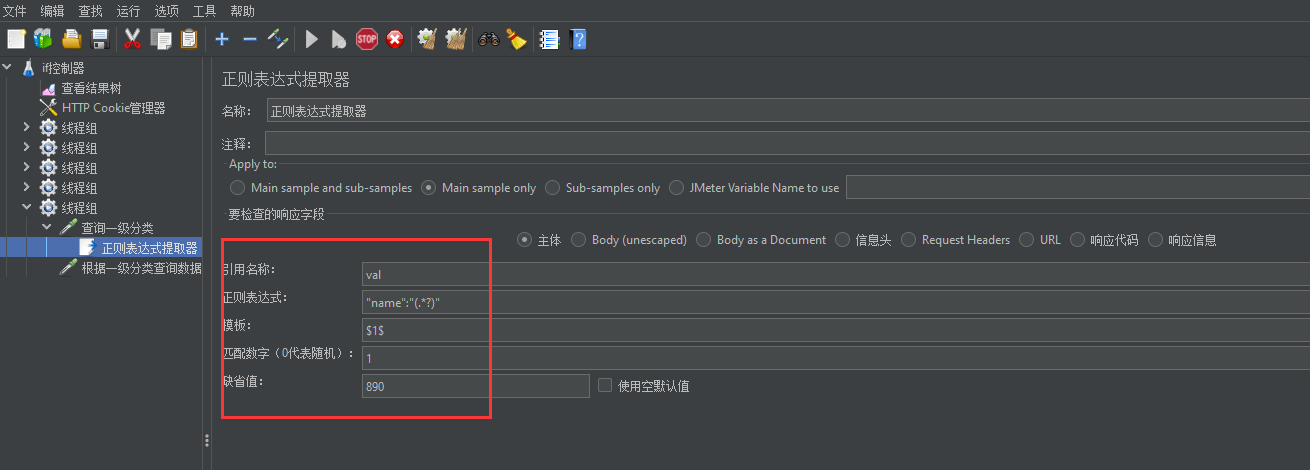 文件 编辑 查找 运行 选项 工具 帮助
STOP
if控制器
查看结果树
HTTP Cookie管理器
线程组
线程组
线程组
线程组
线程组
查询一级分类
正则表达式提取器
根据一级分类查询数据
正则表达式提取器
名称： 正则表达式提取器
注释：
Apply to:
Main sample and sub-samples Main sample only Sub-samples only JMeter Variable Name to use
要检查的响应字段
主体 Body (unescaped) Body as a Document 信息头 Request Headers URL 响应代码 响应信息
引用名称： val
正则表达式： "name":"(.*?)"
模板： $1$
匹配数字（0代表随机）： 1
缺省值： 890 使用空默认值